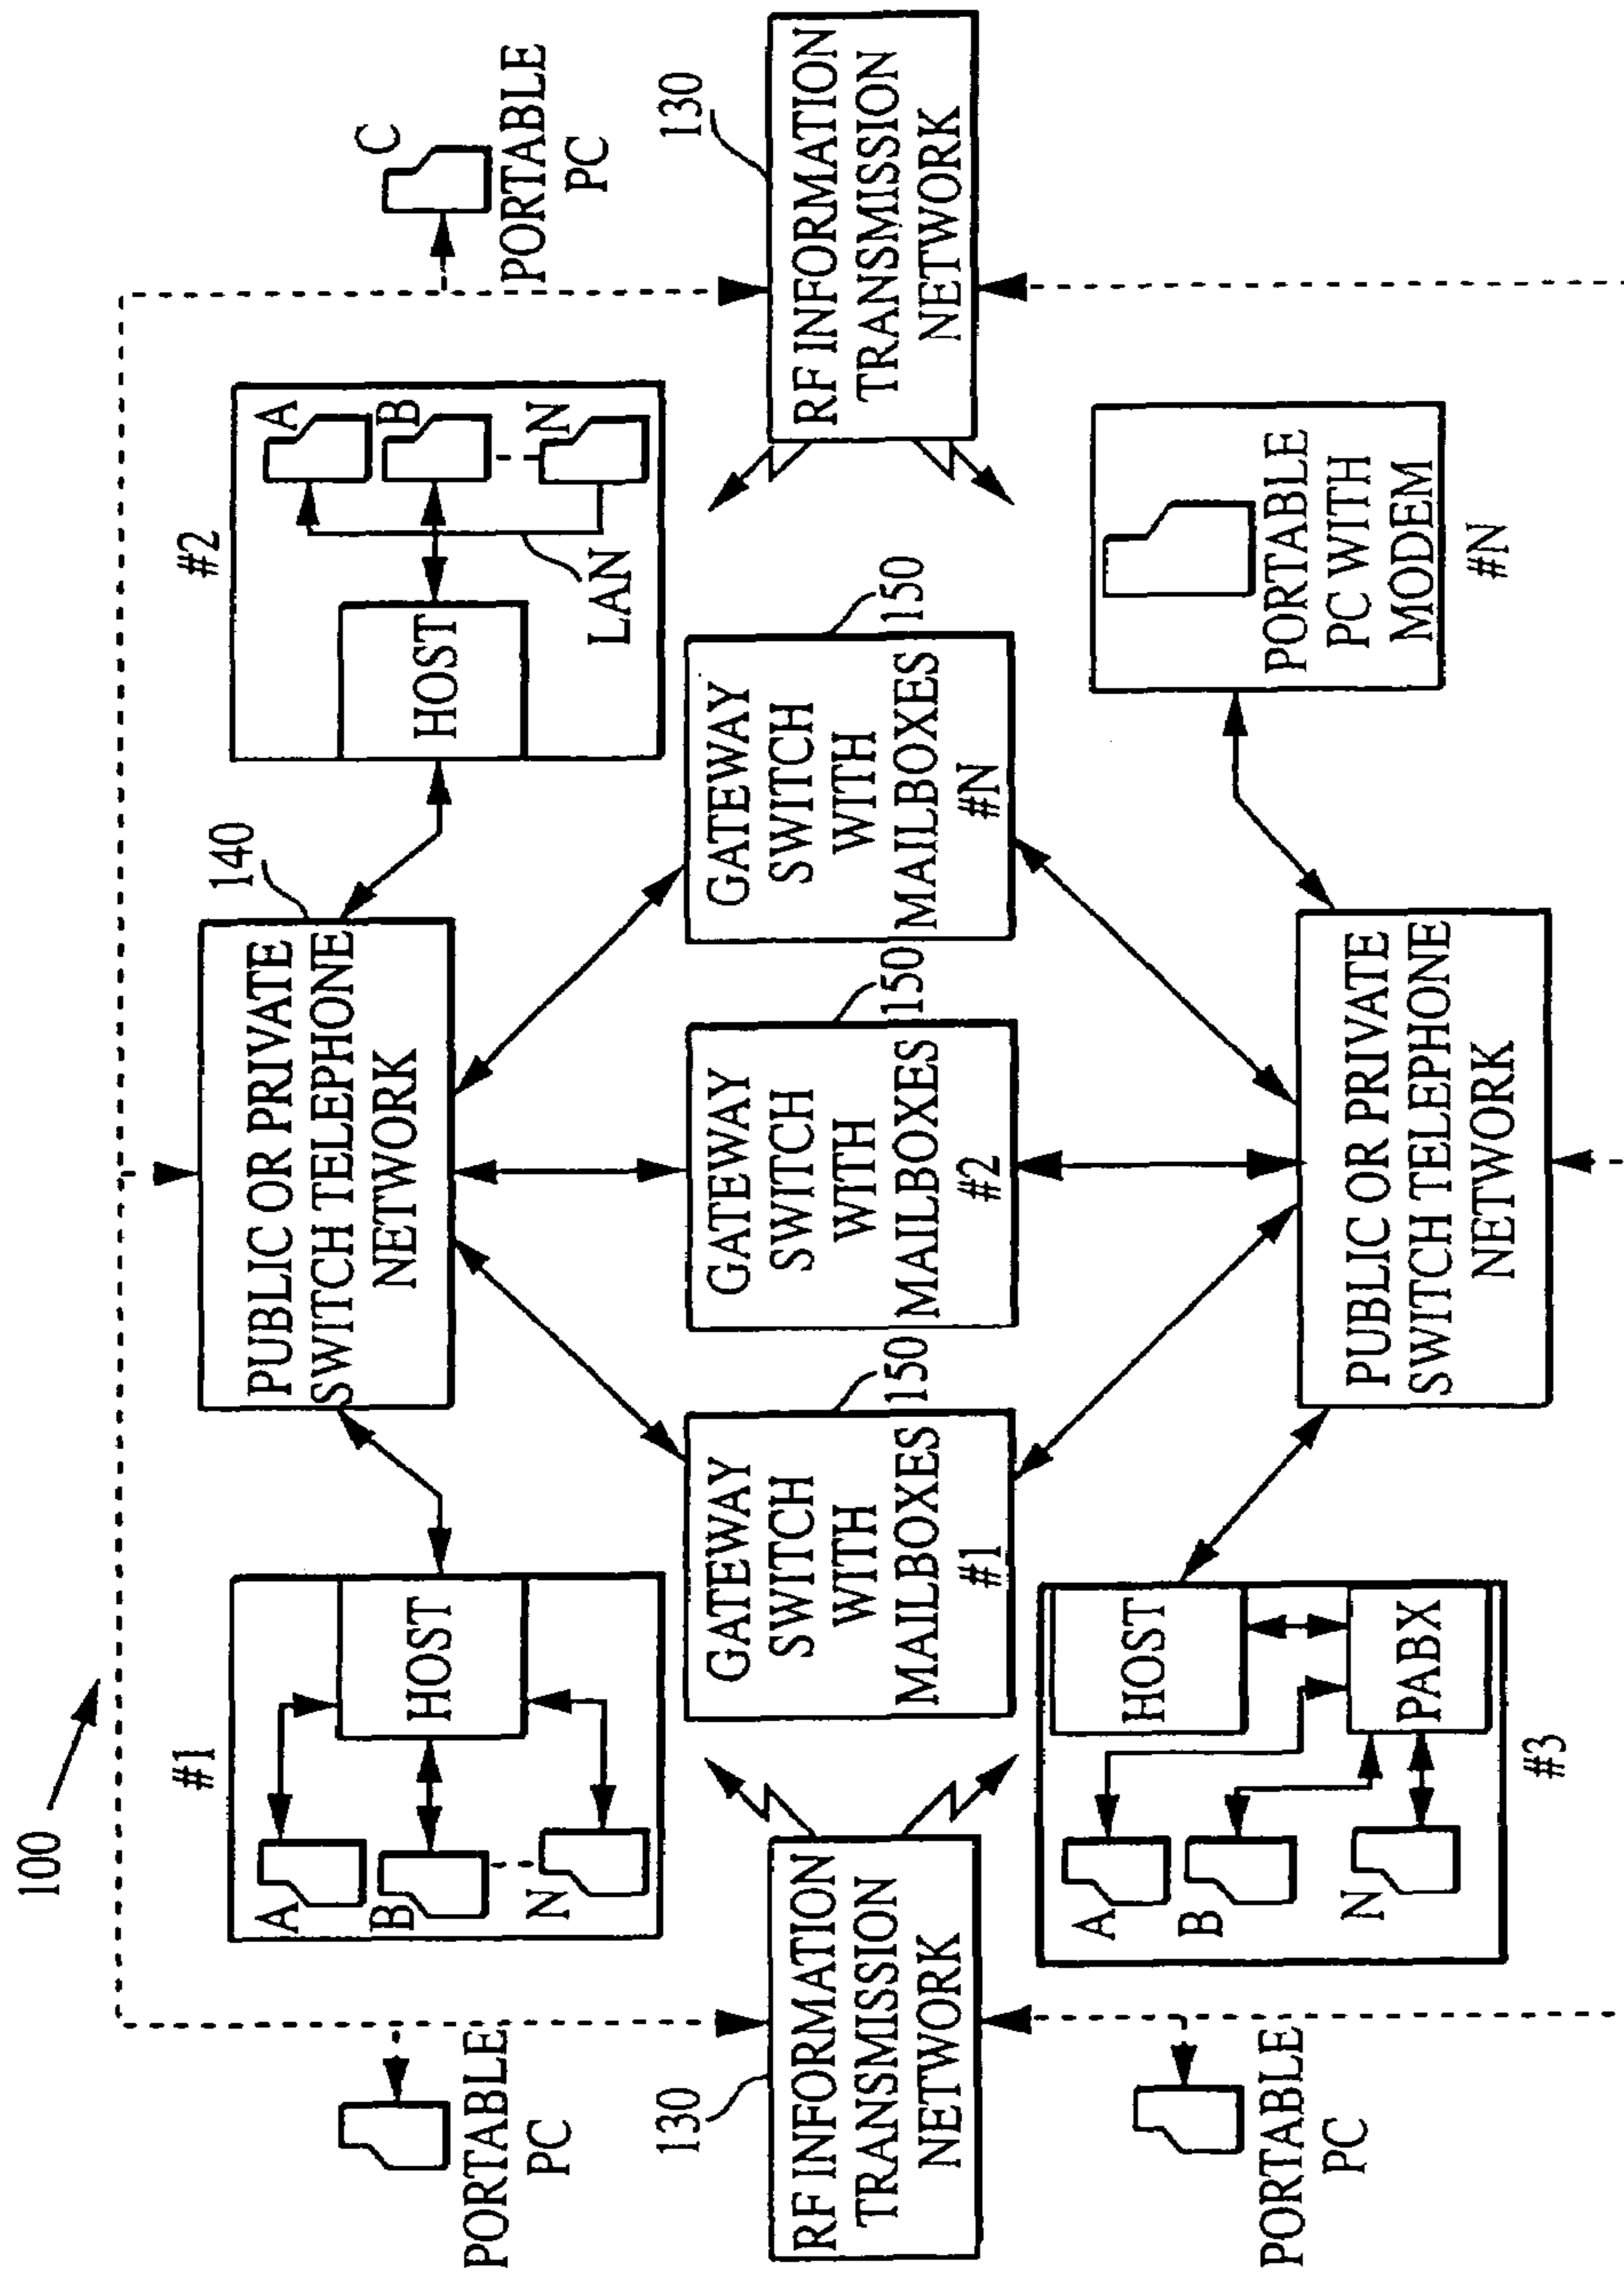 100
PORTABLE
PC
#1
A
B
N
HOST
140
PUBLIC OR PRIVATE
SWITCH TELEPHONE
NETWORK
#2
HOST
A
B
N
LAN
C
PORTABLE
PC
130
RF INFORMATION
TRANSMISSION
NETWORK
GATEWAY
SWITCH
WITH
MAILBOXES
#1
150
GATEWAY
SWITCH
WITH
MAILBOXES
#2
150
GATEWAY
SWITCH
WITH
MAILBOXES
#N
150
130
RF INFORMATION
TRANSMISSION
NETWORK
PORTABLE
PC
A
B
N
HOST
PABX
#3
PUBLIC OR PRIVATE
SWITCH TELEPHONE
NETWORK
PORTABLE
PC WITH
MODEM
#N